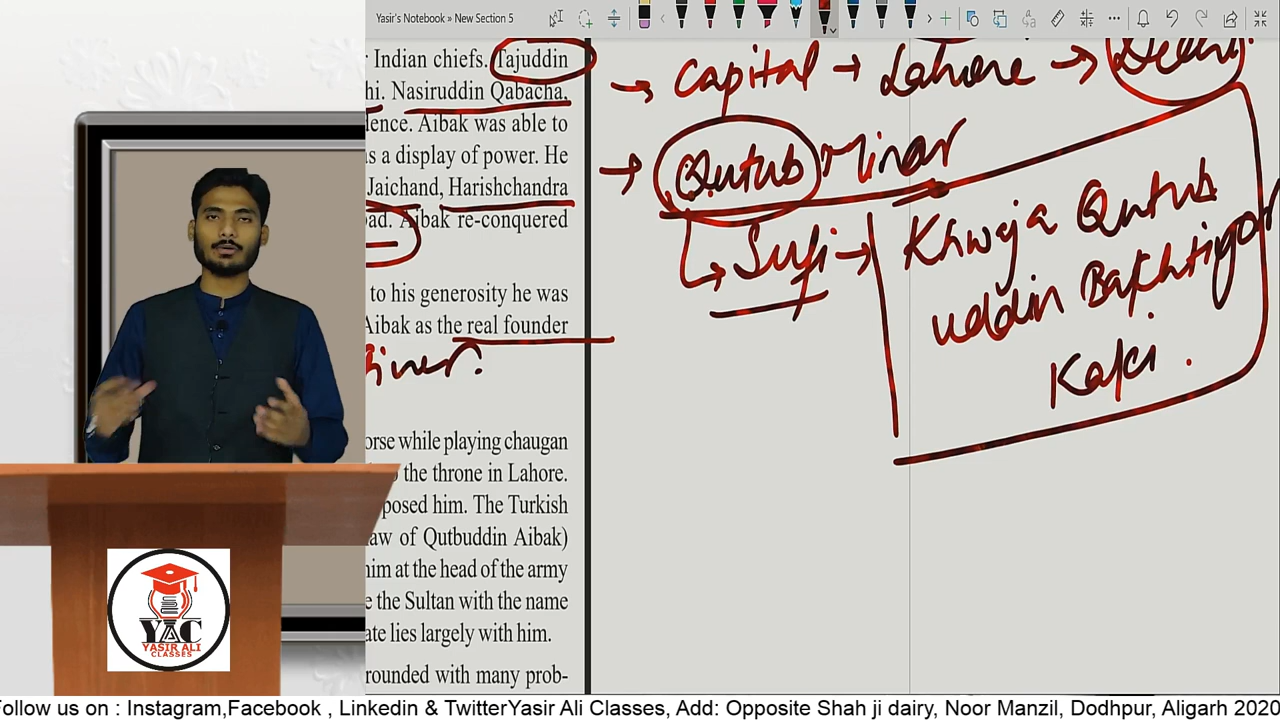 Yasir's Notebook » New Section 5
Indian chiefs. Tajuddin
hi. Nasiruddin Qabacha,
lence. Aibak was able to
s a display of power. He
Jaichand, Harishchandra
ad. Aibak re-conquered
to his generosity he was
Aibak as the real founder
giver.
orse while playing chaugan
the throne in Lahore.
posed him. The Turkish
law of Qutbuddin Aibak)
him at the head of the army
e the Sultan with the name
ate lies largely with him.
rounded with many prob-
→ Capital → Lahore → Delhi
→ Qutub Minar
→ Sufi → Khwaja Qutub
uddin Bakhtiyar
Kaki.
YAC
YASIR ALI
CLASSES
Follow us on : Instagram,Facebook , Linkedin & TwitterYasir Ali Classes, Add: Opposite Shah ji dairy, Noor Manzil, Dodhpur, Aligarh 2020